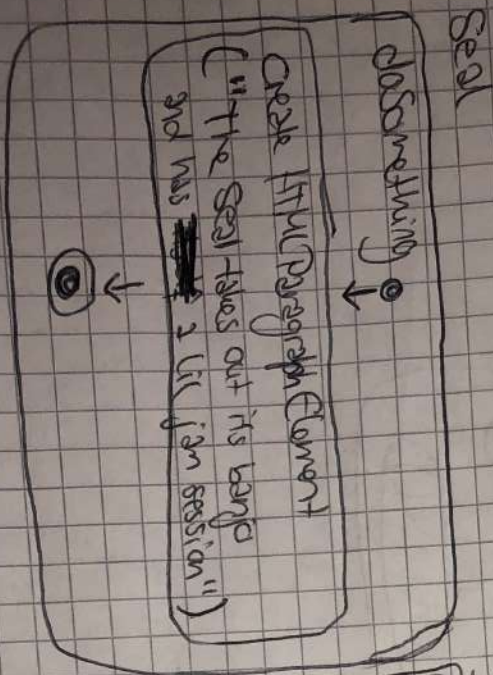 Seal
doSomething
create HTMLParagraphElement
("The Seal takes out its banjo
and has a lil jam session")